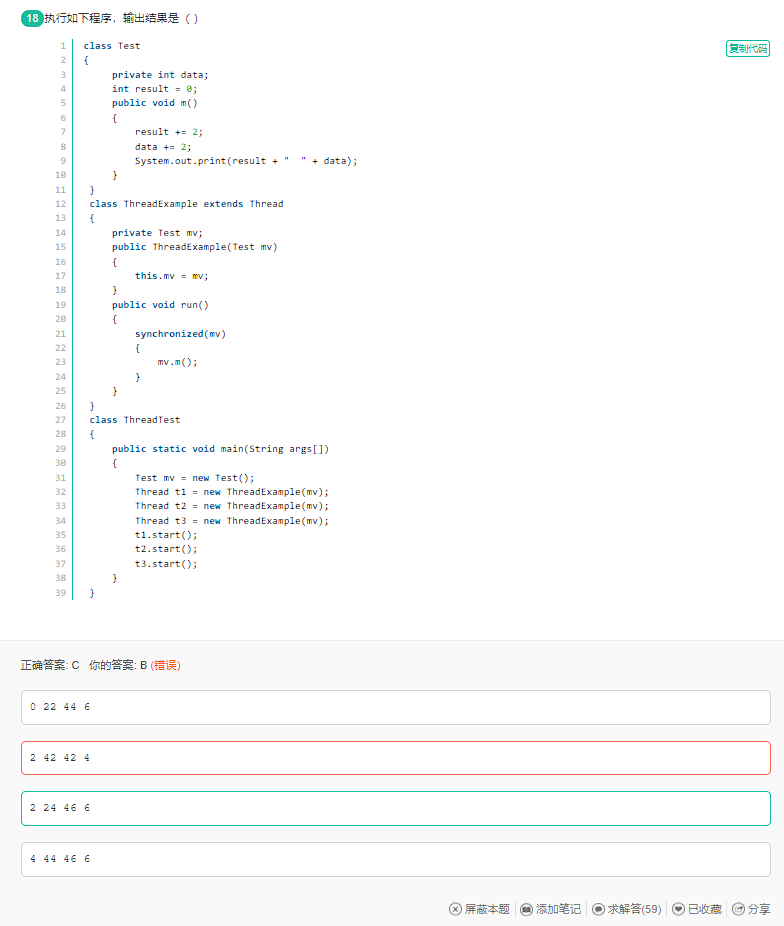 18 执行如下程序，输出结果是（ ）
复制代码
1 class Test
2 {
3 private int data;
4 int result = 0;
5 public void m()
6 {
7 result += 2;
8 data += 2;
9 System.out.print(result + "  " + data);
10 }
11 }
12 class ThreadExample extends Thread
13 {
14 private Test mv;
15 public ThreadExample(Test mv)
16 {
17 this.mv = mv;
18 }
19 public void run()
20 {
21 synchronized(mv)
22 {
23 mv.m();
24 }
25 }
26 }
27 class ThreadTest
28 {
29 public static void main(String args[])
30 {
31 Test mv = new Test();
32 Thread t1 = new ThreadExample(mv);
33 Thread t2 = new ThreadExample(mv);
34 Thread t3 = new ThreadExample(mv);
35 t1.start();
36 t2.start();
37 t3.start();
38 }
39 }
正确答案: C 你的答案: B (错误)
0 22 44 6
2 42 42 4
2 24 46 6
4 44 46 6
屏蔽本题 添加笔记 求解答(59) 已收藏 分享